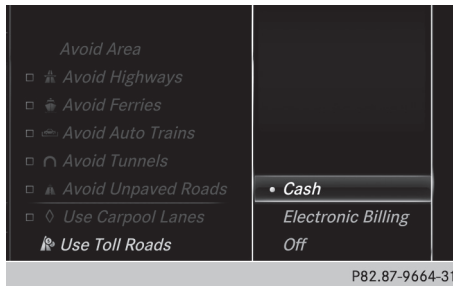 Avoid Area
Avoid Highways
Avoid Ferries
Avoid Auto Trains
Avoid Tunnels
Avoid Unpaved Roads
Use Carpool Lanes
Use Toll Roads
Cash
Electronic Billing
Off
P82.87-9664-31